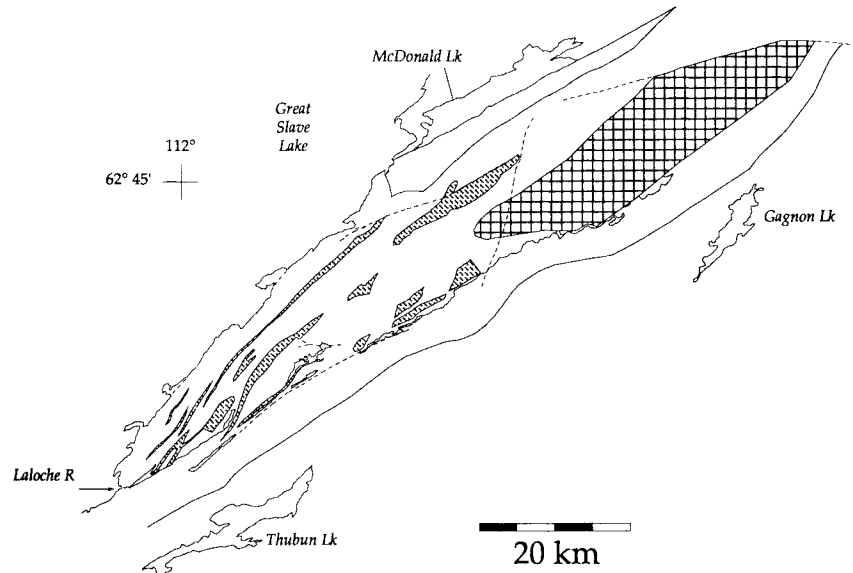 McDonald Lk
Great
Slave
Lake
112°
62° 45'
Gagnon Lk
Laloche R
Thubun Lk
20 km